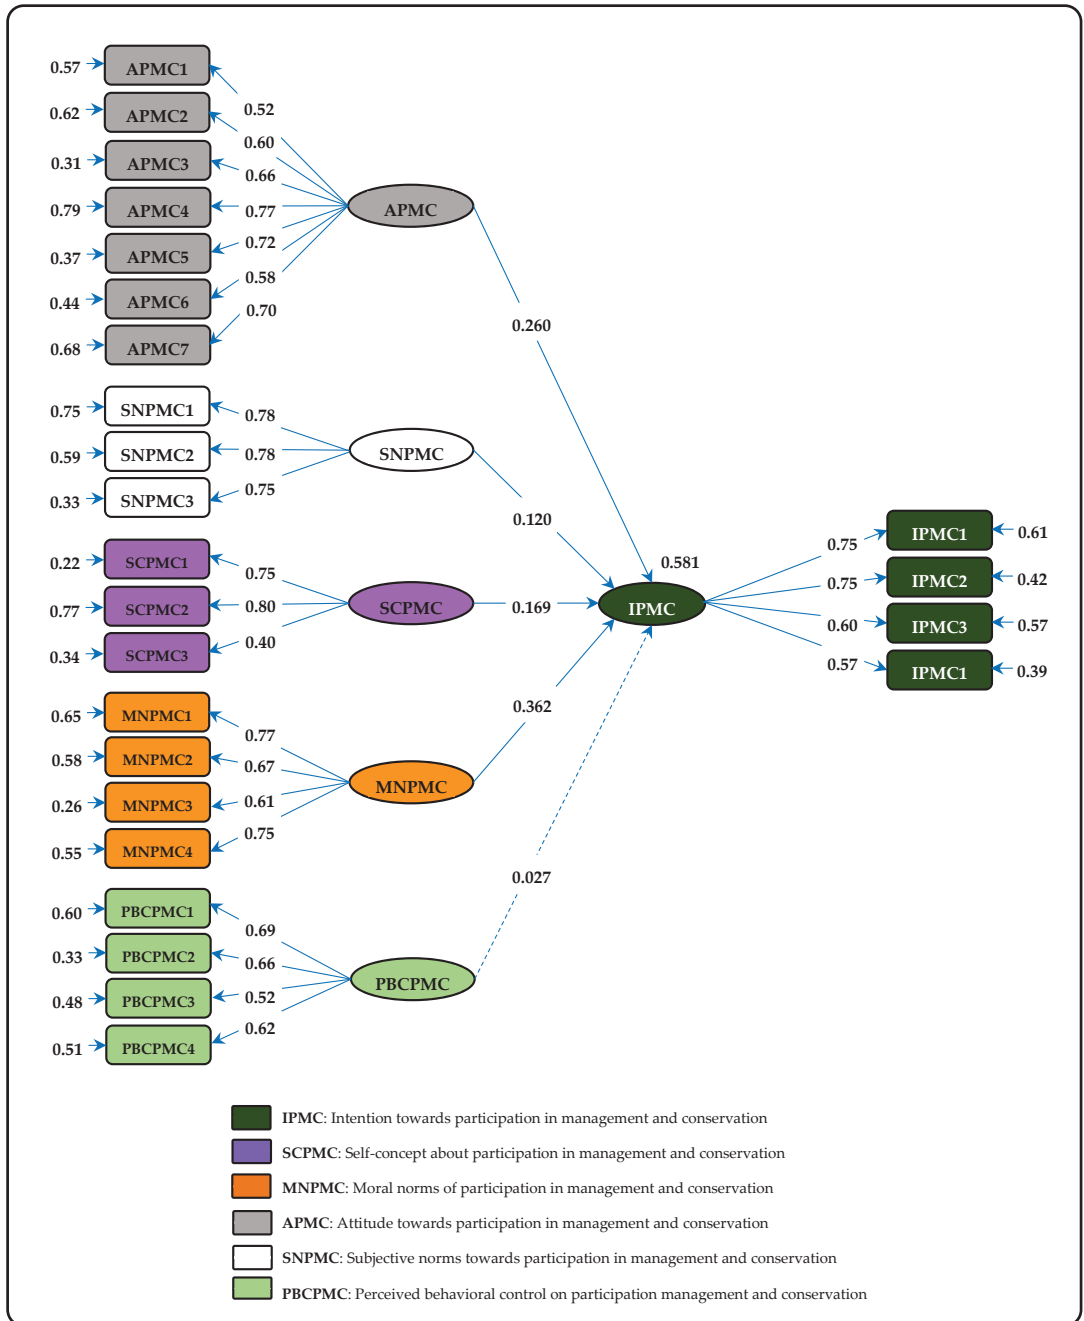 0.57 APMC1
0.52
0.62 APMC2
0.60
0.31 APMC3
0.66
0.79 APMC4 0.77 APMC
0.72
0.37 APMC5
0.58
0.44 APMC6
0.70
0.68 APMC7
0.260
0.75 SNPMC1 0.78
0.59 SNPMC2 0.78 SNPMC
0.75
0.33 SNPMC3
0.120
0.22 SCPMC1
0.75
0.77 SCPMC2 0.80 SCPMC 0.169
0.40
0.34 SCPMC3
0.581
IPMC
0.75 IPMC1 0.61
0.75 IPMC2 0.42
0.60 IPMC3 0.57
0.57 IPMC1 0.39
0.65 MNPMC1
0.77
0.58 MNPMC2 0.67
0.362
MNPMC
0.26 MNPMC3 0.61
0.75
0.55 MNPMC4
0.027
0.60 PBCPMC1
0.69
0.33 PBCPMC2 0.66
PBCPMC
0.48 PBCPMC3 0.52
0.62
0.51 PBCPMC4
IPMC: Intention towards participation in management and conservation
SCPMC: Self-concept about participation in management and conservation
MNPMC: Moral norms of participation in management and conservation
APMC: Attitude towards participation in management and conservation
SNPMC: Subjective norms towards participation in management and conservation
PBCPMC: Perceived behavioral control on participation management and conservation